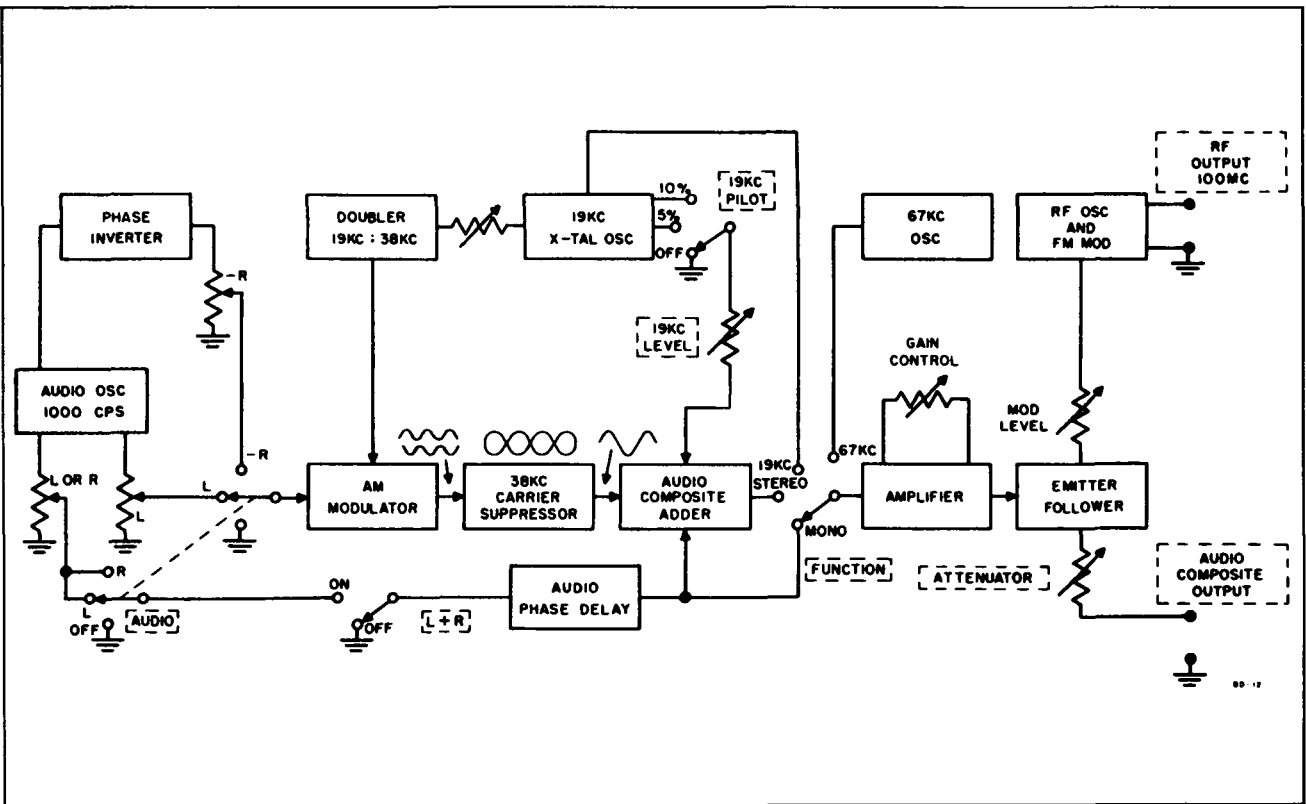 RF
OUTPUT
100MC
PHASE
INVERTER
DOUBLER
19KC : 38KC
19KC
X-TAL OSC
10%
5%
OFF
19KC
PILOT
67KC
OSC
RF OSC
AND
FM MOD
-R
19KC
LEVEL
GAIN
CONTROL
AUDIO OSC
1000 CPS
MOD
LEVEL
L OR R
L
-R
L
AM
MODULATOR
38KC
CARRIER
SUPPRESSOR
AUDIO
COMPOSITE
ADDER
19KC
STEREO
67KC
MONO
AMPLIFIER
EMITTER
FOLLOWER
FUNCTION
ATTENUATOR
AUDIO
COMPOSITE
OUTPUT
R
L
OFF
AUDIO
ON
OFF
L+R
AUDIO
PHASE DELAY
BD-12